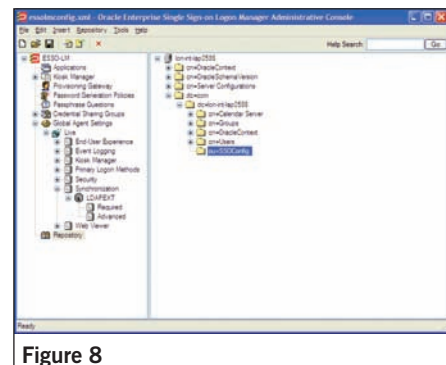 essolmconfig.xml - Oracle Enterprise Single Sign-on Logon Manager Administrative Console
File Edit Insert Repository Tools Help
Help Search: Go
ESSO-LM
Applications
Kiosk Manager
Provisioning Gateway
Password Generation Policies
Passphrase Questions
Credential Sharing Groups
Global Agent Settings
Live
End-User Experience
Event Logging
Kiosk Manager
Primary Logon Methods
Security
Synchronization
LDAPEXT
Required
Advanced
Web Viewer
Repository
cn=OracleContext
cn=OracleSchemaVersion
cn=Server Configurations
dc=com
cn=Calendar Server
cn=Groups
cn=OracleContext
cn=Users
ou=SSOConfig
Ready
Figure 8